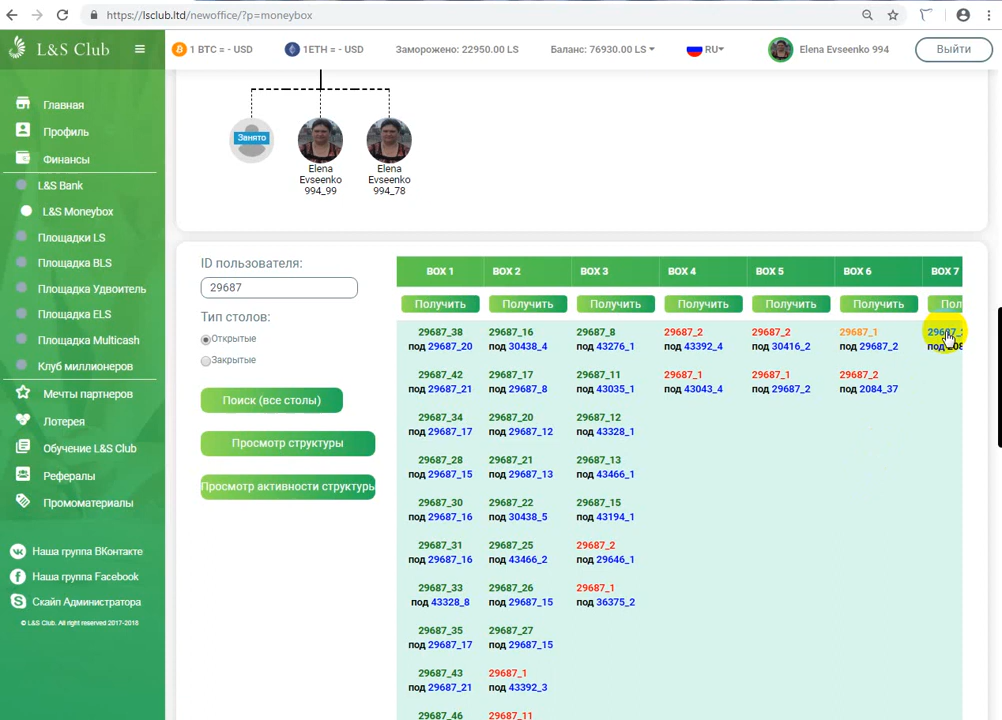 https://lsclub.ltd/newoffice/?p=moneybox
L&S Club
1 BTC = - USD
1ETH = - USD
Заморожено: 22950.00 LS
Баланс: 76930.00 LS
RU
Elena Evseenko 994
Выйти
Главная
Профиль
Финансы
L&S Bank
L&S Moneybox
Площадки LS
Площадка BLS
Площадка Удвоитель
Площадка ELS
Площадка Multicash
Клуб миллионеров
Мечты партнеров
Лотерея
Обучение L&S Club
Рефералы
Промоматериалы
Наша группа ВКонтакте
Наша группа Facebook
Скайп Администратора
© L&S Club. All right reserved 2017-2018
Занято
Elena
Evseenko
994_99
Elena
Evseenko
994_78
ID пользователя:
29687
Тип столов:
Открытые
Закрытые
Поиск (все столы)
Просмотр структуры
Просмотр активности структуры
BOX 1 BOX 2 BOX 3 BOX 4 BOX 5 BOX 6 BOX 7
Получить Получить Получить Получить Получить Получить Пол
29687_38 29687_16 29687_8 29687_2 29687_2 29687_1
под 29687_20 под 30438_4 под 43276_1 под 43392_4 под 30416_2 под 29687_2 под
29687_42 29687_17 29687_11 29687_1 29687_1 29687_2
под 29687_21 под 29687_8 под 43035_1 под 43043_4 под 29687_2 под 2084_37
29687_34 29687_20 29687_12
под 29687_17 под 29687_12 под 43328_1
29687_28 29687_21 29687_13
под 29687_15 под 29687_13 под 43466_1
29687_30 29687_22 29687_15
под 29687_16 под 30438_5 под 43194_1
29687_31 29687_25 29687_2
под 29687_16 под 43466_2 под 29646_1
29687_33 29687_26 29687_1
под 43328_8 под 29687_15 под 36375_2
29687_35 29687_27
под 29687_17 под 29687_15
29687_43 29687_1
под 29687_21 под 43392_3
29687_46 29687_11